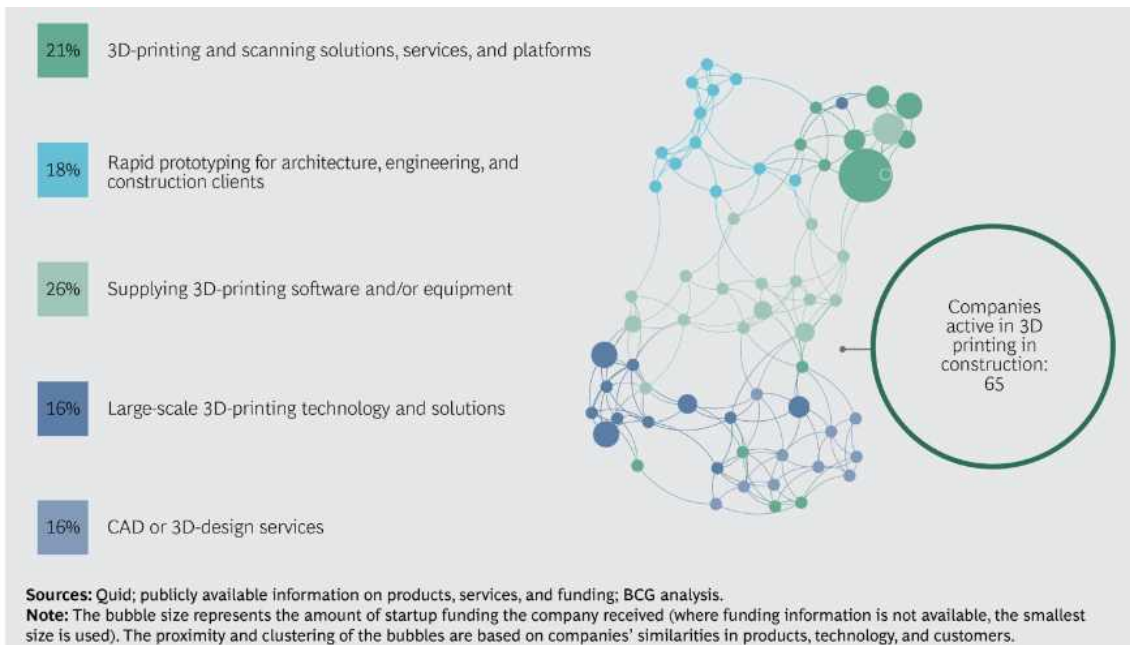 21%
3D-printing and scanning solutions, services, and platforms
18%
Rapid prototyping for architecture, engineering, and
construction clients
26%
Supplying 3D-printing software and/or equipment
Companies
active in 3D
printing in
construction:
65
16%
Large-scale 3D-printing technology and solutions
16%
CAD or 3D-design services
Sources: Quid; publicly available information on products, services, and funding; BCG analysis.
Note: The bubble size represents the amount of startup funding the company received (where funding information is not available, the smallest
size is used). The proximity and clustering of the bubbles are based on companies' similarities in products, technology, and customers.